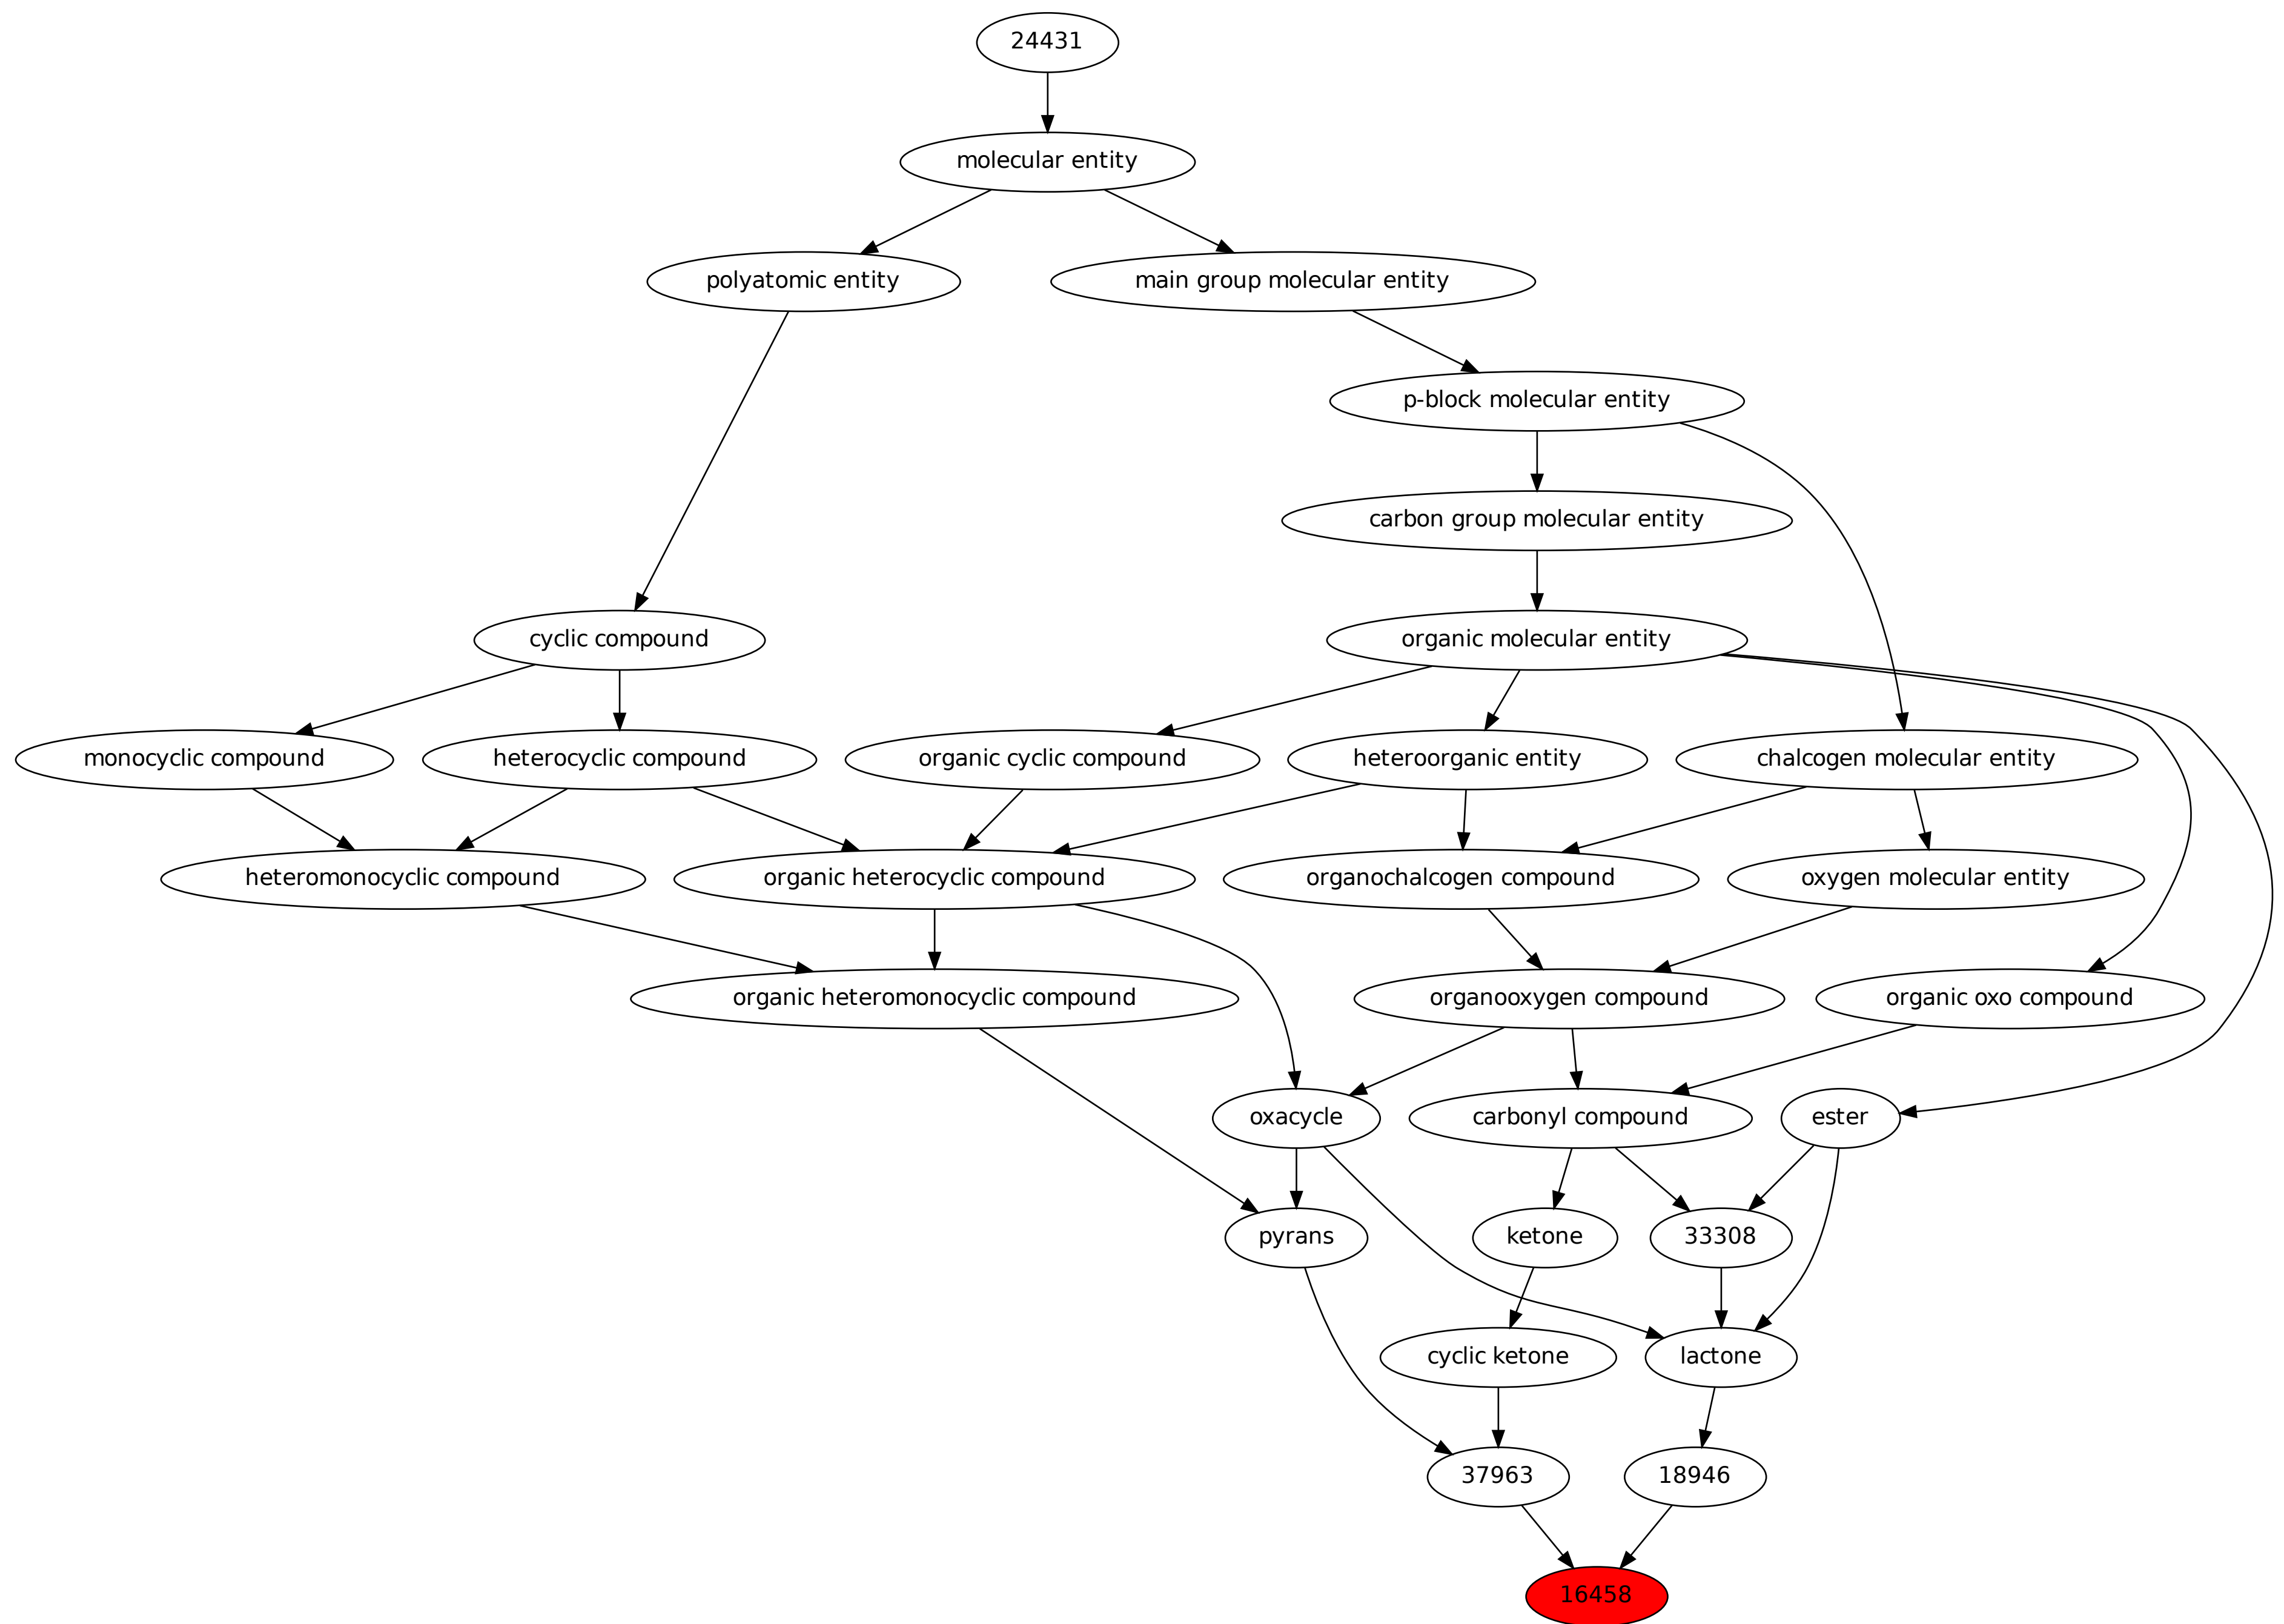 24431
molecular entity
polyatomic entity
main group molecular entity
p-block molecular entity
carbon group molecular entity
cyclic compound
organic molecular entity
monocyclic compound
heterocyclic compound
organic cyclic compound
heteroorganic entity
chalcogen molecular entity
heteromonocyclic compound
organic heterocyclic compound
organochalcogen compound
oxygen molecular entity
organic heteromonocyclic compound
organooxygen compound
organic oxo compound
oxacycle
carbonyl compound
ester
pyrans
ketone
33308
cyclic ketone
lactone
37963
18946
16458